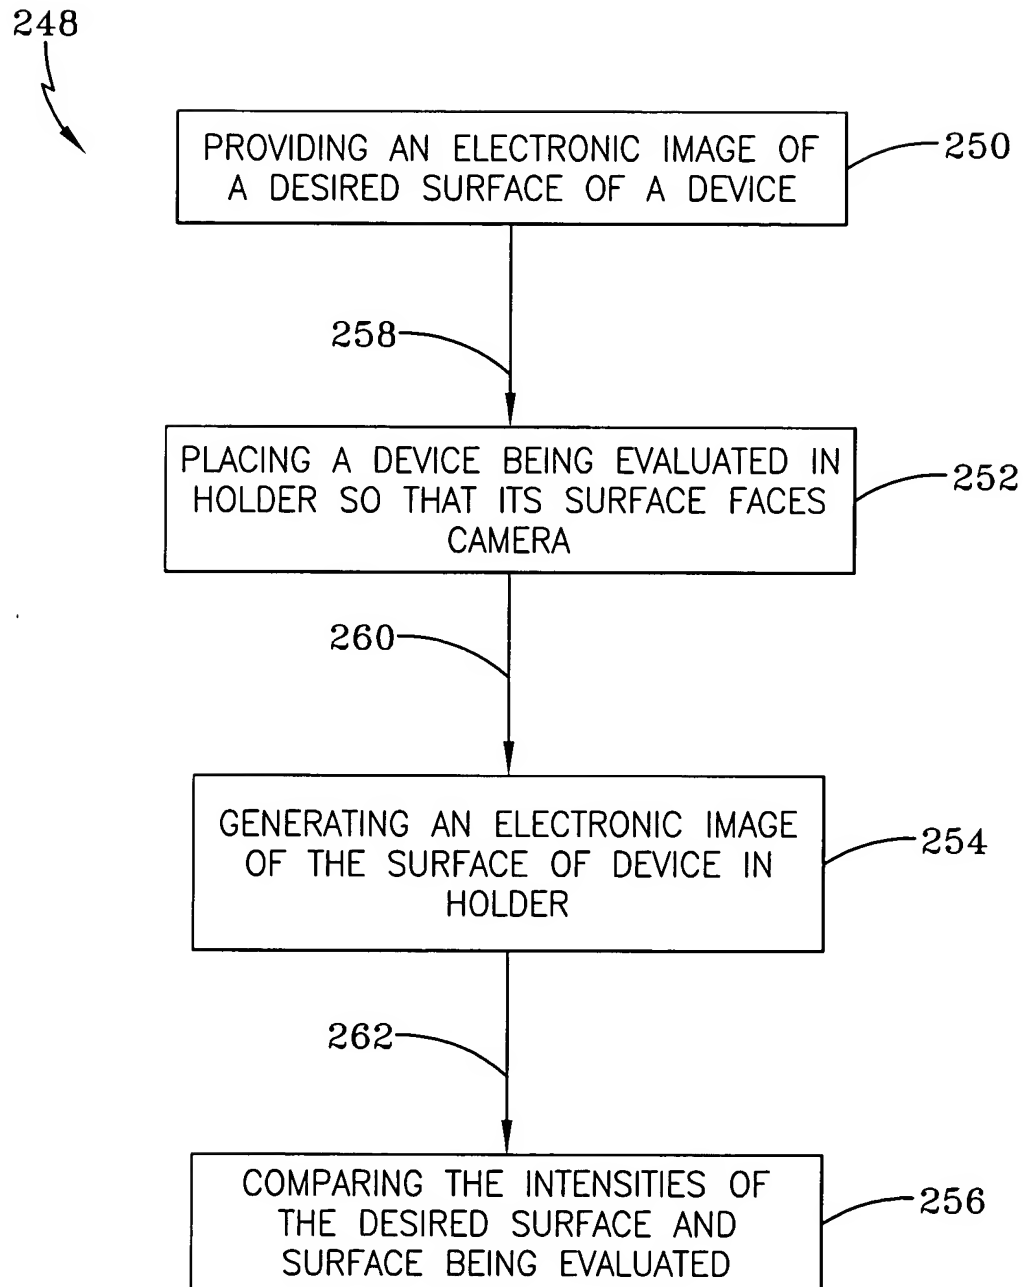 248
PROVIDING AN ELECTRONIC IMAGE OF
A DESIRED SURFACE OF A DEVICE
250
258
PLACING A DEVICE BEING EVALUATED IN
HOLDER SO THAT ITS SURFACE FACES
CAMERA
252
260
GENERATING AN ELECTRONIC IMAGE
OF THE SURFACE OF DEVICE IN
HOLDER
254
262
COMPARING THE INTENSITIES OF
THE DESIRED SURFACE AND
SURFACE BEING EVALUATED
256